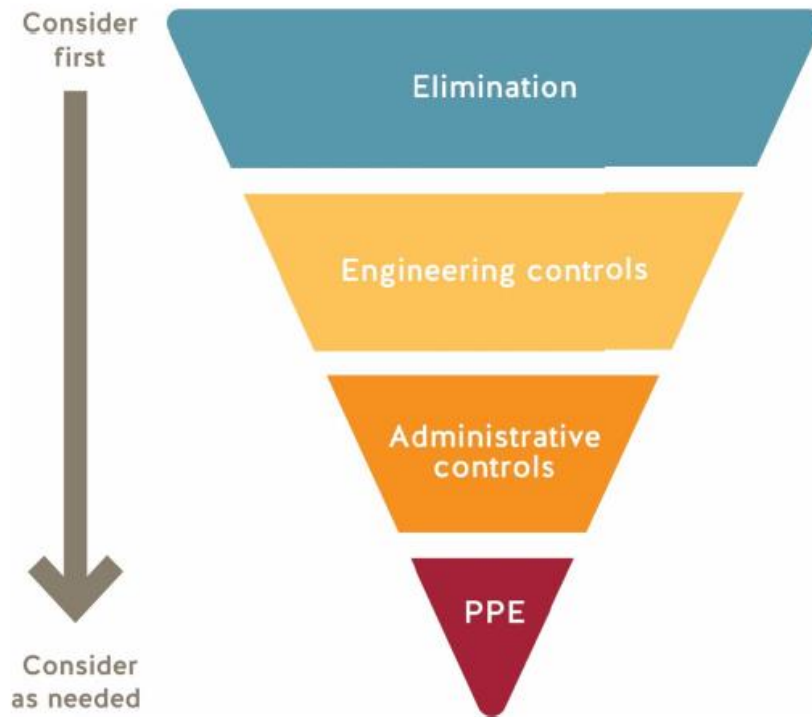 Consider
first
Elimination
Engineering controls
Administrative
controls
PPE
Consider
as needed